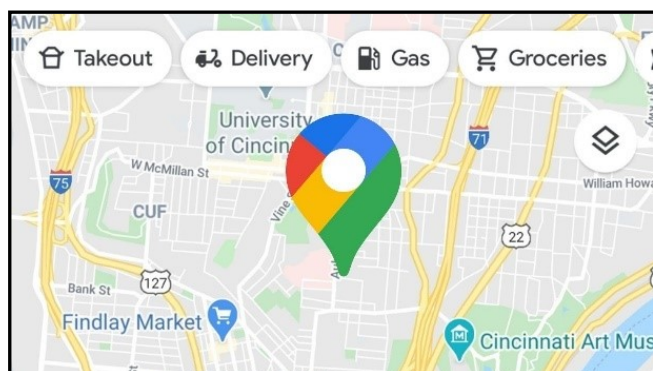 AMP
Takeout
Delivery
Gas
Groceries
University
of Cincin
71
W McMillan St
75
William Howa
CUF
Vine S
22
127
Bank St
Findlay Market
Cincinnati Art Mus